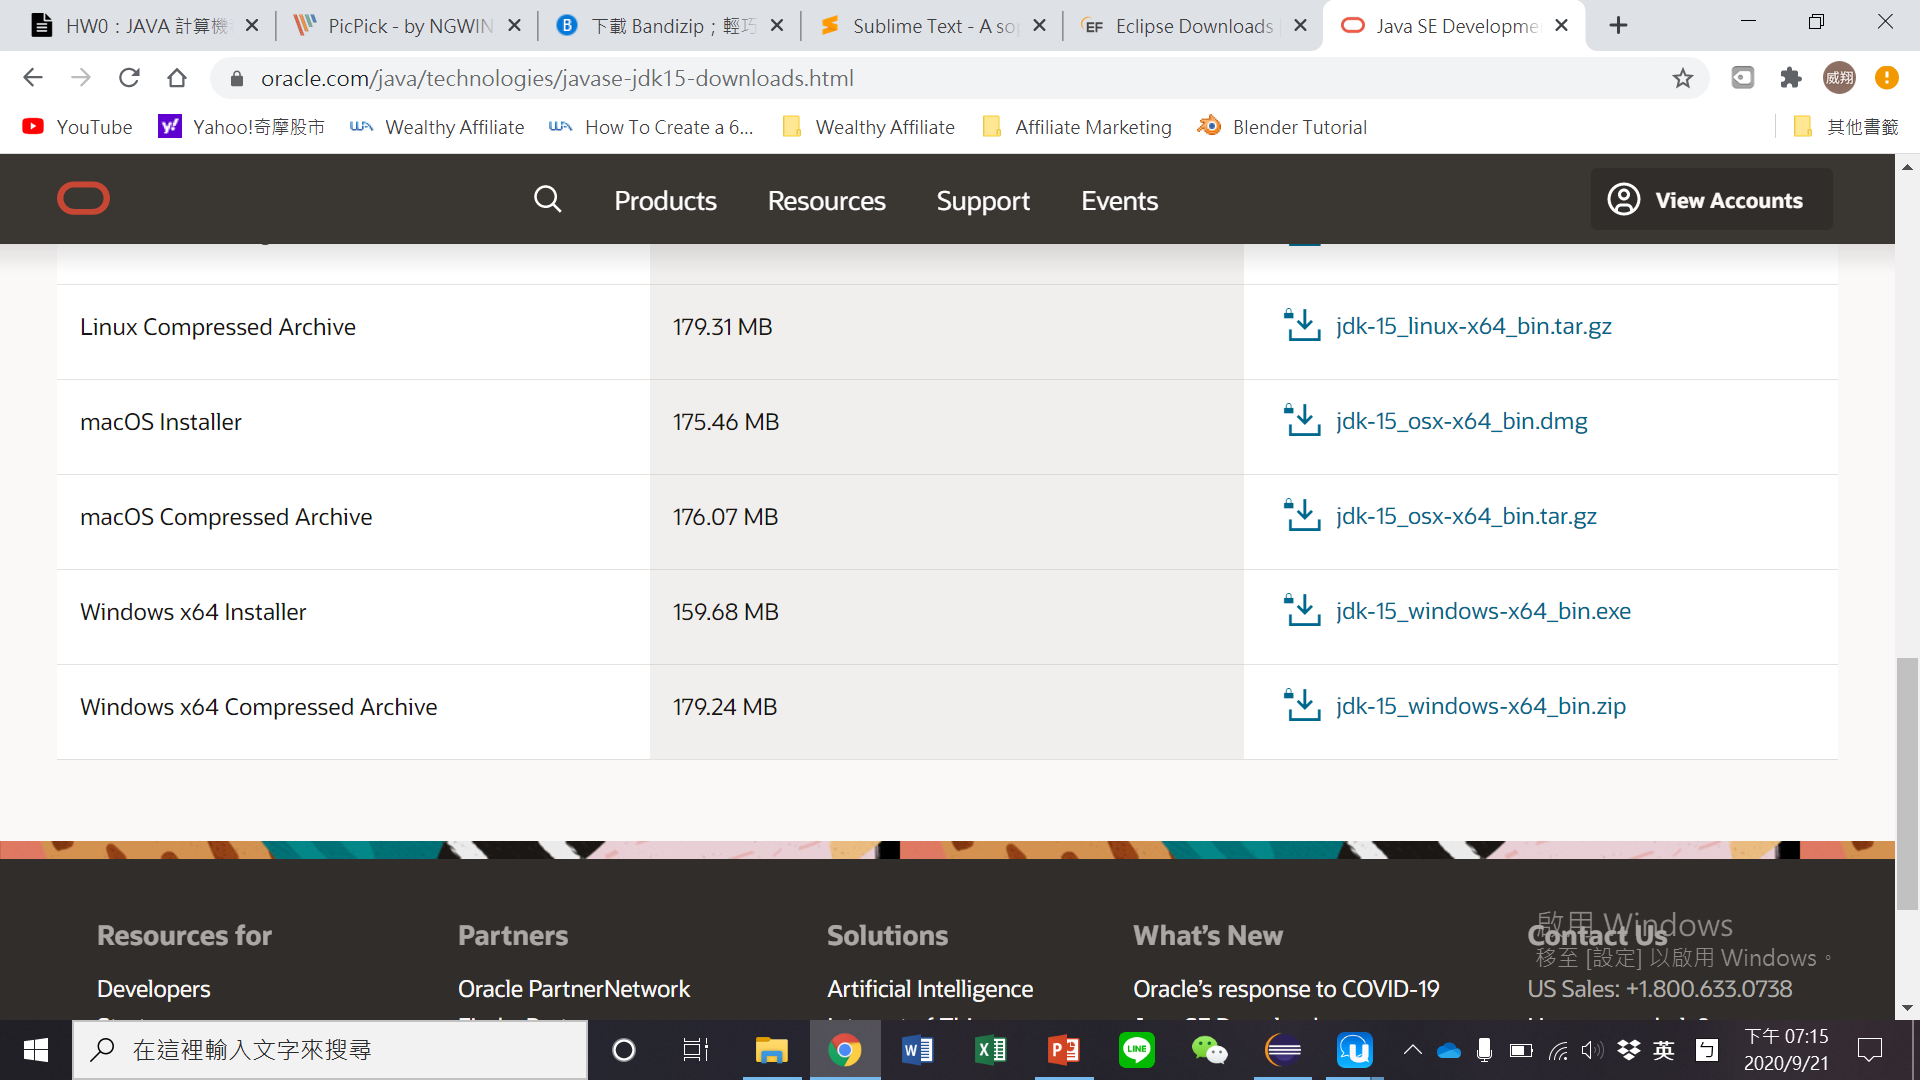 HW0：JAVA 計算機
PicPick - by NGWIN
下載 Bandizip；輕巧
Sublime Text - A so
Eclipse Downloads
Java SE Developme
oracle.com/java/technologies/javase-jdk15-downloads.html
威翔
YouTube
Yahoo!奇摩股市
Wealthy Affiliate
How To Create a 6...
Wealthy Affiliate
Affiliate Marketing
Blender Tutorial
其他書籤
Products
Resources
Support
Events
View Accounts
Linux Compressed Archive
179.31 MB
jdk-15_linux-x64_bin.tar.gz
macOS Installer
175.46 MB
jdk-15_osx-x64_bin.dmg
macOS Compressed Archive
176.07 MB
jdk-15_osx-x64_bin.tar.gz
Windows x64 Installer
159.68 MB
jdk-15_windows-x64_bin.exe
Windows x64 Compressed Archive
179.24 MB
jdk-15_windows-x64_bin.zip
Resources for
Partners
Solutions
What's New
Contact Us
啟用 Windows
移至 [設定] 以啟用 Windows。
Developers
Oracle PartnerNetwork
Artificial Intelligence
Oracle's response to COVID-19
US Sales: +1.800.633.0738
在這裡輸入文字來搜尋
LINE
英
ㄅ
下午 07:15
2020/9/21